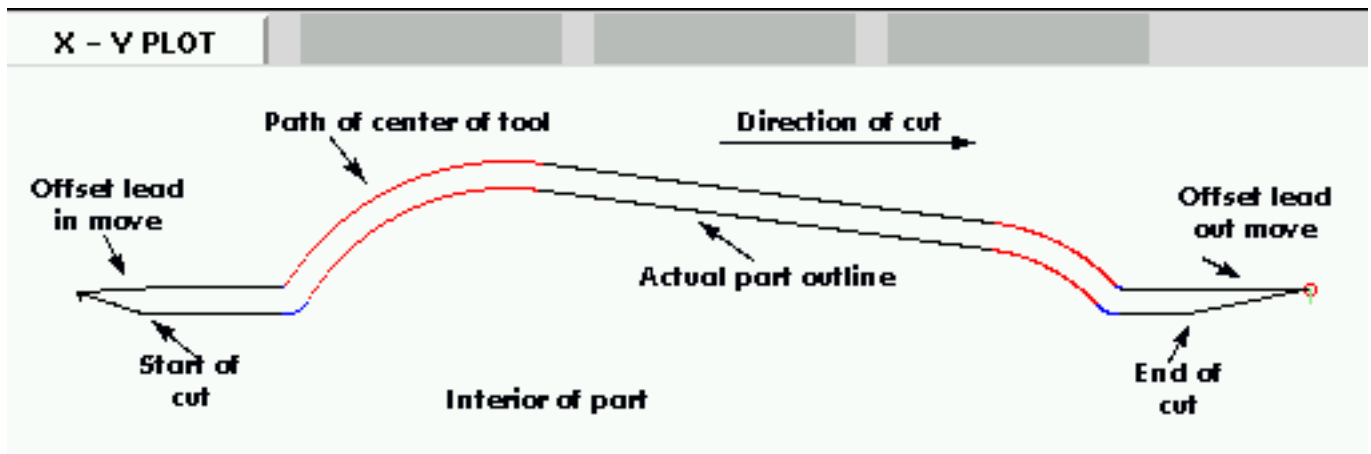 X - Y PLOT
Path of center of tool
Direction of cut
Offset lead
in move
Offset lead
out move
Actual part outline
Start of
cut
Interior of part
End of
cut